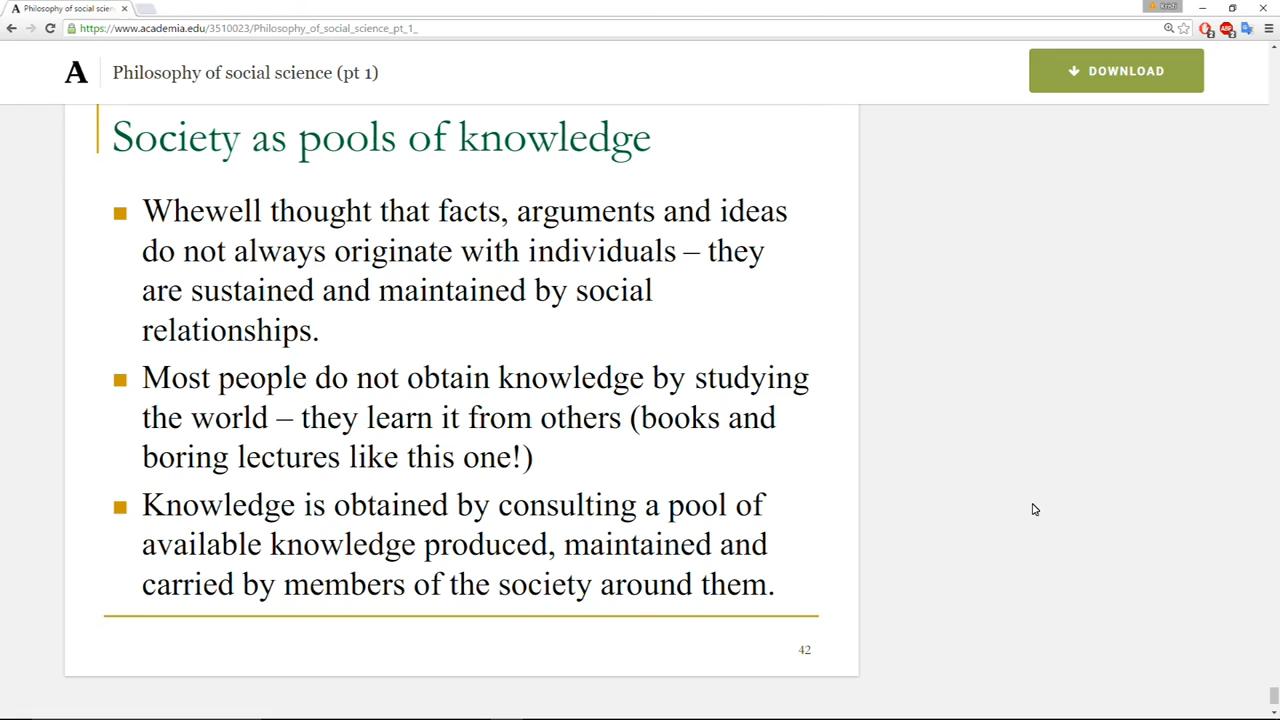 Philosophy of social scien
Kristi
https://www.academia.edu/3510023/Philosophy_of_social_science_pt_1_
A Philosophy of social science (pt 1)
DOWNLOAD
Society as pools of knowledge
Whewell thought that facts, arguments and ideas
do not always originate with individuals – they
are sustained and maintained by social
relationships.
Most people do not obtain knowledge by studying
the world – they learn it from others (books and
boring lectures like this one!)
Knowledge is obtained by consulting a pool of
available knowledge produced, maintained and
carried by members of the society around them.
42